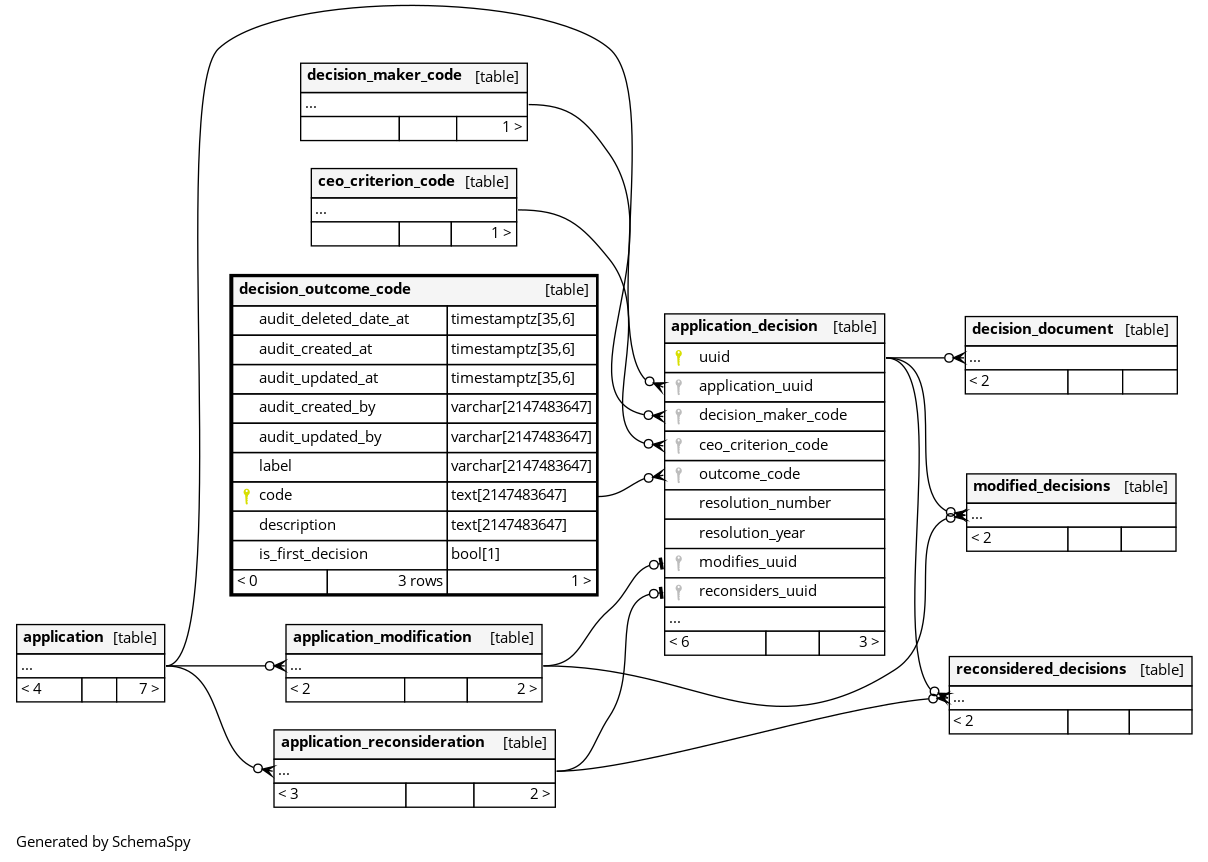 decision_maker_code [table]
...
1 >
ceo_criterion_code [table]
...
1 >
decision_outcome_code [table]
audit_deleted_date_at timestamptz[35,6]
audit_created_at timestamptz[35,6]
audit_updated_at timestamptz[35,6]
audit_created_by varchar[2147483647]
audit_updated_by varchar[2147483647]
label varchar[2147483647]
code text[2147483647]
description text[2147483647]
is_first_decision bool[1]
< 0 3 rows 1 >
application_decision [table]
uuid
application_uuid
decision_maker_code
ceo_criterion_code
outcome_code
resolution_number
resolution_year
modifies_uuid
reconsiders_uuid
...
< 6 3 >
decision_document [table]
...
< 2
modified_decisions [table]
...
< 2
reconsidered_decisions [table]
...
< 2
application [table]
...
< 4 7 >
application_modification [table]
...
< 2 2 >
application_reconsideration [table]
...
< 3 2 >
Generated by SchemaSpy